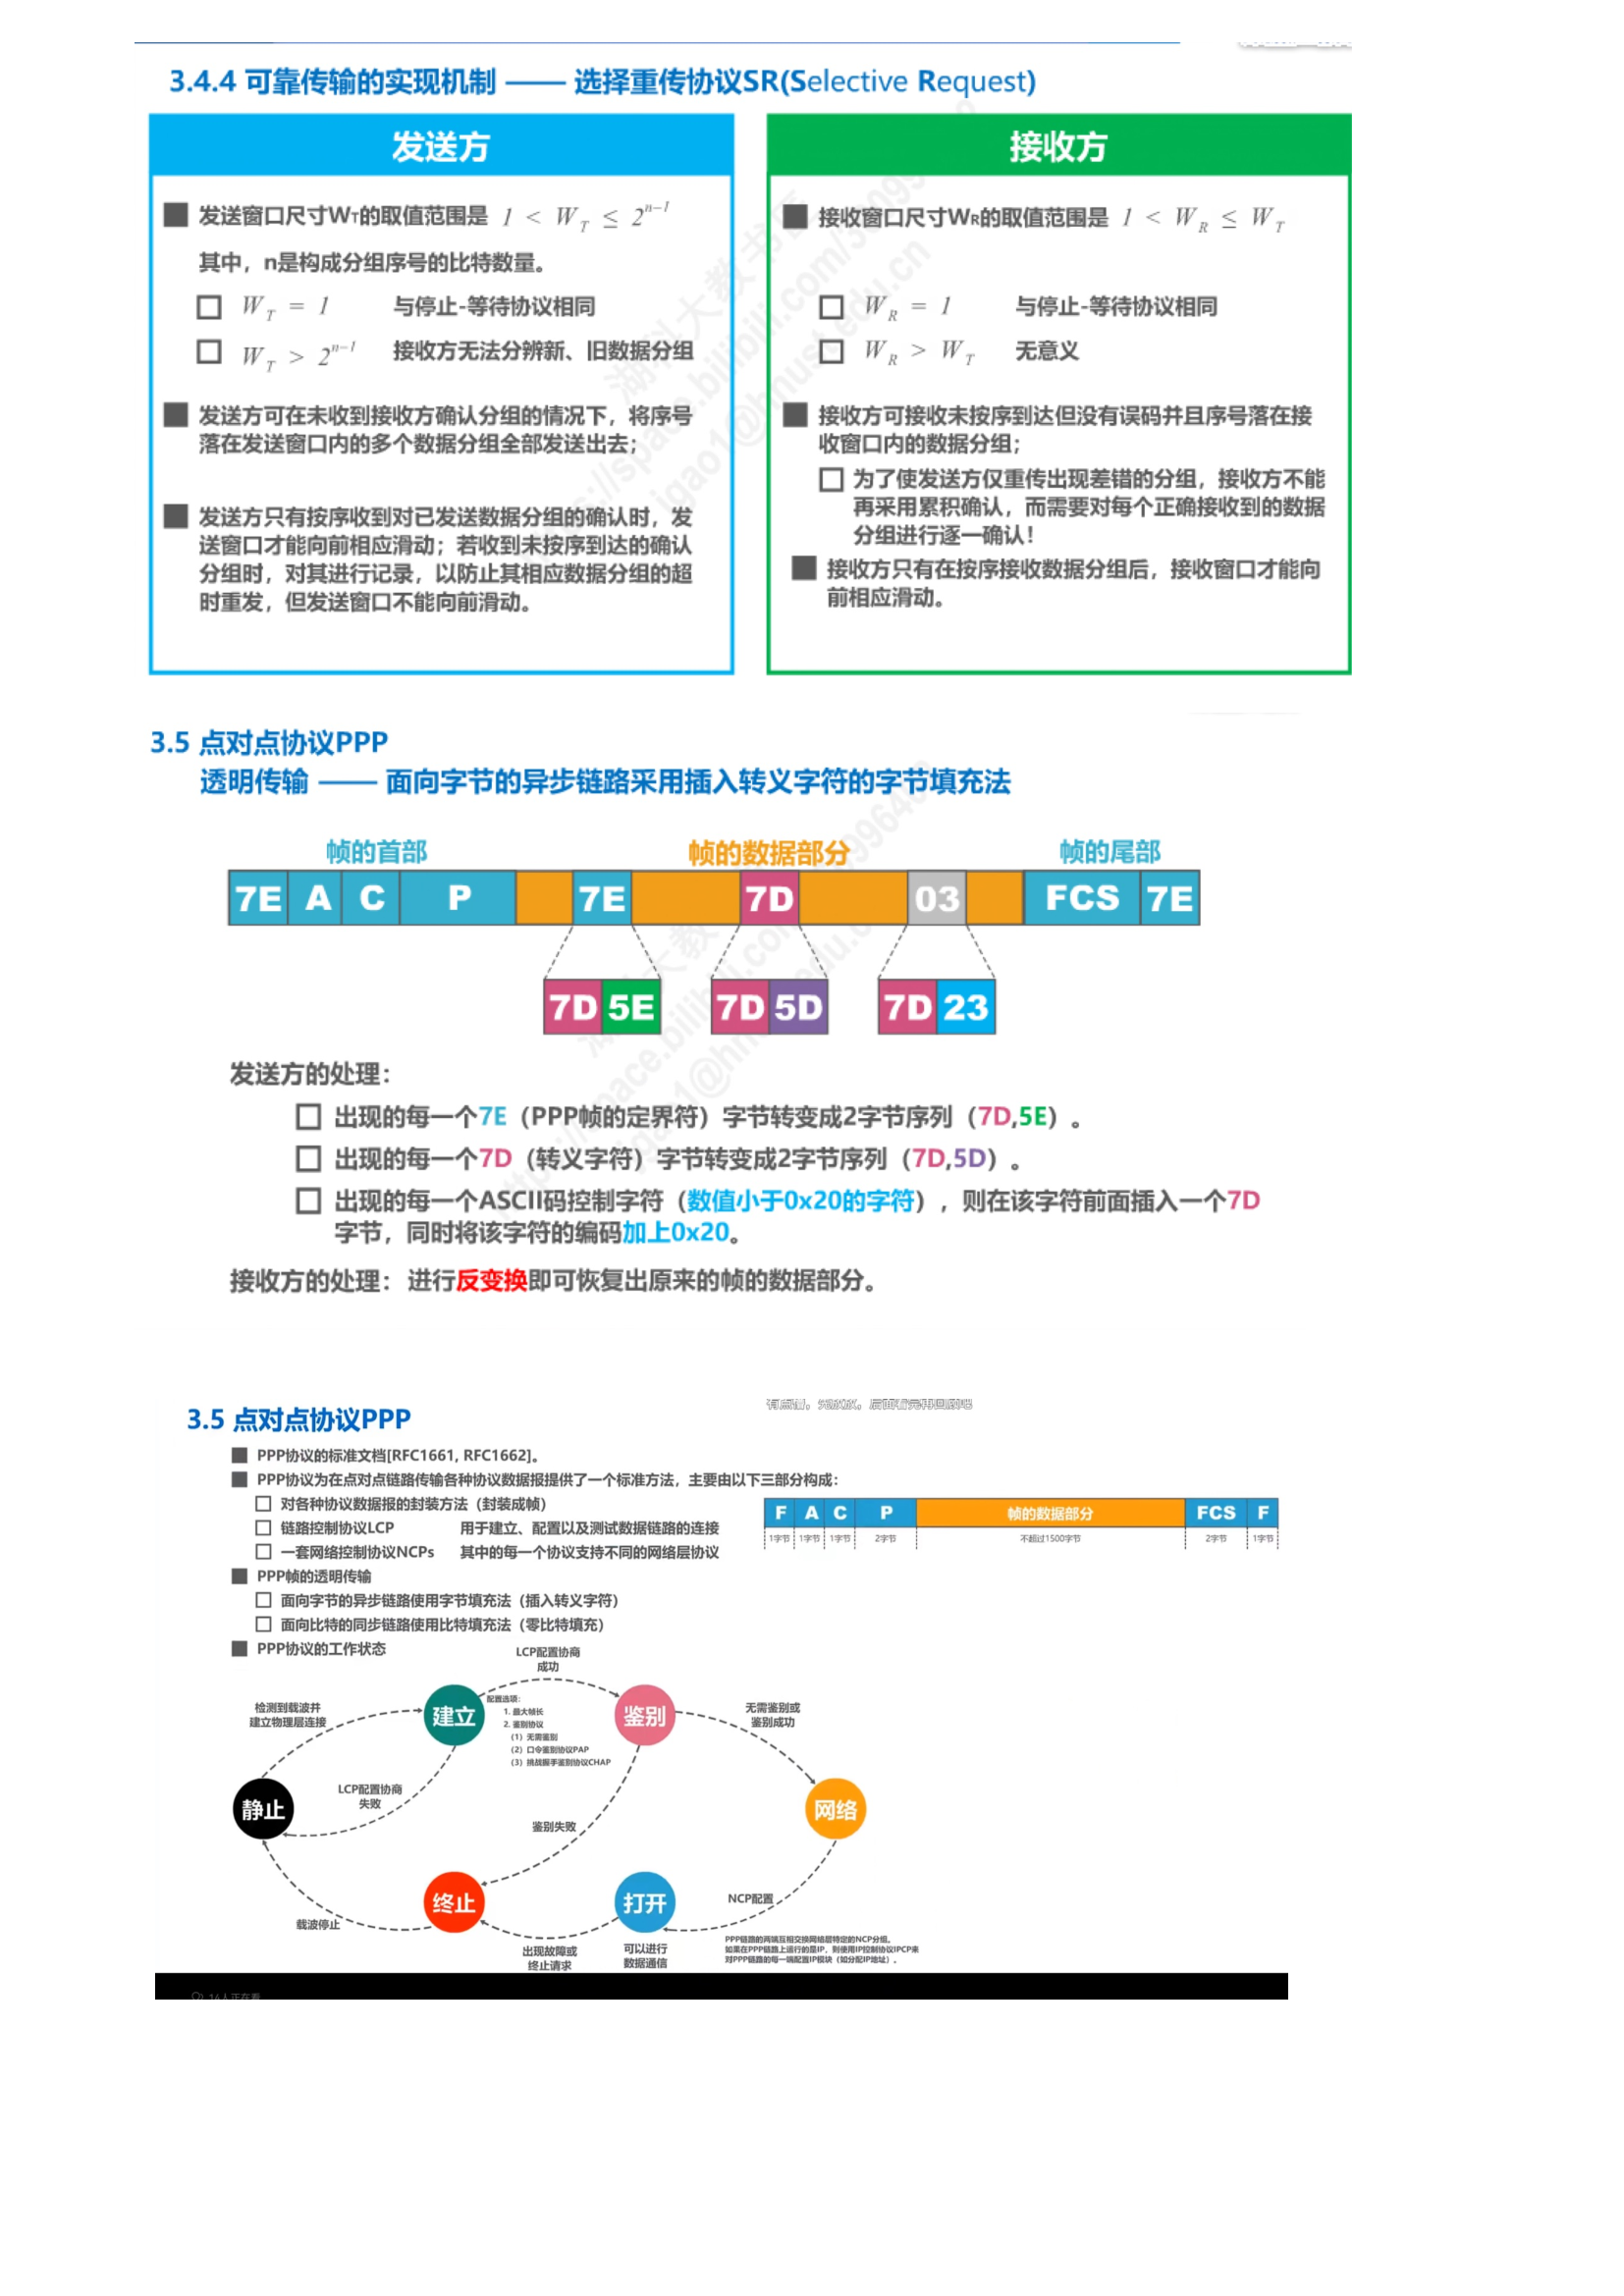 3.4.4 可靠传输的实现机制 —— 选择重传协议SR(Selective Request)
发送方
发送窗口尺寸WT的取值范围是 1 < W_T ≤ 2^{n-1}
其中，n是构成分组序号的比特数量。
W_T = 1 与停止-等待协议相同
W_T > 2^{n-1} 接收方无法分辨新、旧数据分组
发送方可在未收到接收方确认分组的情况下，将序号
落在发送窗口内的多个数据分组全部发送出去；
发送方只有按序收到对已发送数据分组的确认时，发
送窗口才能向前相应滑动；若收到未按序到达的确认
分组时，对其进行记录，以防止其相应数据分组的超
时重发，但发送窗口不能向前滑动。
接收方
接收窗口尺寸WR的取值范围是 1 < W_R ≤ W_T
W_R = 1 与停止-等待协议相同
W_R > W_T 无意义
接收方可接收未按序到达但没有误码并且序号落在接
收窗口内的数据分组；
为了使发送方仅重传出现差错的分组，接收方不能
再采用累积确认，而需要对每个正确接收到的数据
分组进行逐一确认！
接收方只有在按序接收数据分组后，接收窗口才能向
前相应滑动。
3.5 点对点协议PPP
透明传输 —— 面向字节的异步链路采用插入转义字符的字节填充法
帧的首部 帧的数据部分 帧的尾部
7E A C P 7E 7D 03 FCS 7E
7D 5E 7D 5D 7D 23
发送方的处理：
出现的每一个7E（PPP帧的定界符）字节转变成2字节序列（7D,5E）。
出现的每一个7D（转义字符）字节转变成2字节序列（7D,5D）。
出现的每一个ASCII码控制字符（数值小于0x20的字符），则在该字符前面插入一个7D
字节，同时将该字符的编码加上0x20。
接收方的处理：进行反变换即可恢复出原来的帧的数据部分。
3.5 点对点协议PPP
PPP协议的标准文档[RFC1661, RFC1662]。
PPP协议为在点对点链路传输各种协议数据报提供了一个标准方法，主要由以下三部分构成：
对各种协议数据报的封装方法（封装成帧）
链路控制协议LCP 用于建立、配置以及测试数据链路的连接
一套网络控制协议NCPs 其中的每一个协议支持不同的网络层协议
F A C P 帧的数据部分 FCS F
1字节 1字节 1字节 2字节 不超过1500字节 2字节 1字节
PPP帧的透明传输
面向字节的异步链路使用字节填充法（插入转义字符）
面向比特的同步链路使用比特填充法（零比特填充）
PPP协议的工作状态
LCP配置协商
成功
检测到载波并
建立物理层连接
建立
配置选项：
1. 最大帧长
2. 鉴别协议
（1）无需鉴别
（2）口令鉴别协议PAP
（3）挑战握手鉴别协议CHAP
鉴别
无需鉴别或
鉴别成功
LCP配置协商
失败
静止
鉴别失败
网络
终止
打开
NCP配置
载波停止
出现故障或
终止请求
可以进行
数据通信
PPP链路的两端互相交换网络层特定的NCP分组。
如果在PPP链路上运行的是IP，则使用IP控制协议IPCP来
对PPP链路的每一端配置IP模块（如分配IP地址）。
14人正在看